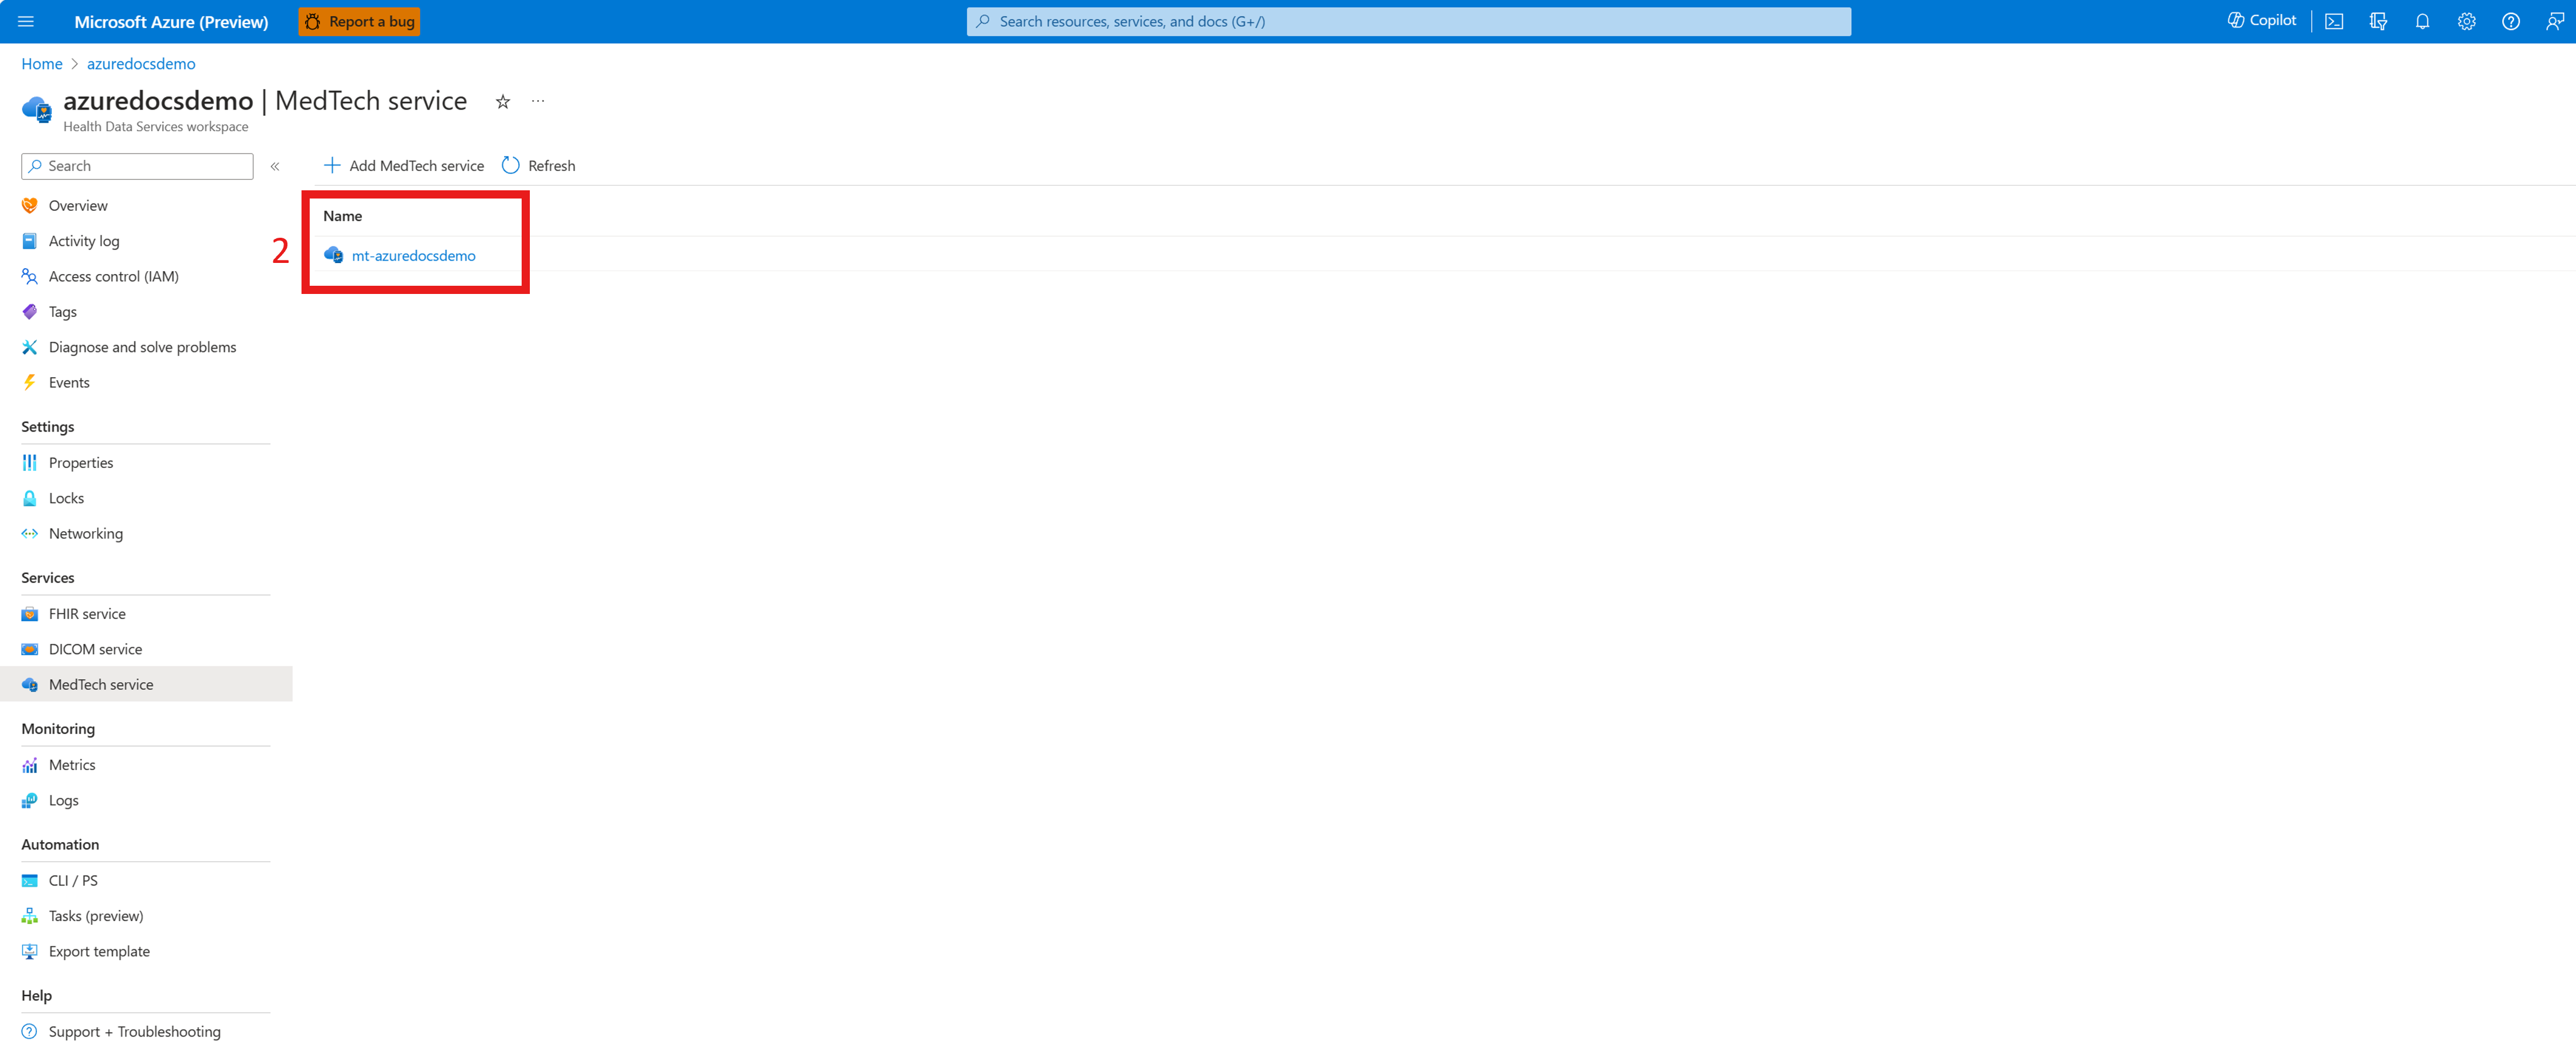 Microsoft Azure (Preview)
Report a bug
Search resources, services, and docs (G+/)
Copilot
Home > azuredocsdemo
azuredocsdemo | MedTech service
Health Data Services workspace
Search
Add MedTech service
Refresh
Name
2
mt-azuredocsdemo
Overview
Activity log
Access control (IAM)
Tags
Diagnose and solve problems
Events
Settings
Properties
Locks
Networking
Services
FHIR service
DICOM service
MedTech service
Monitoring
Metrics
Logs
Automation
CLI / PS
Tasks (preview)
Export template
Help
Support + Troubleshooting